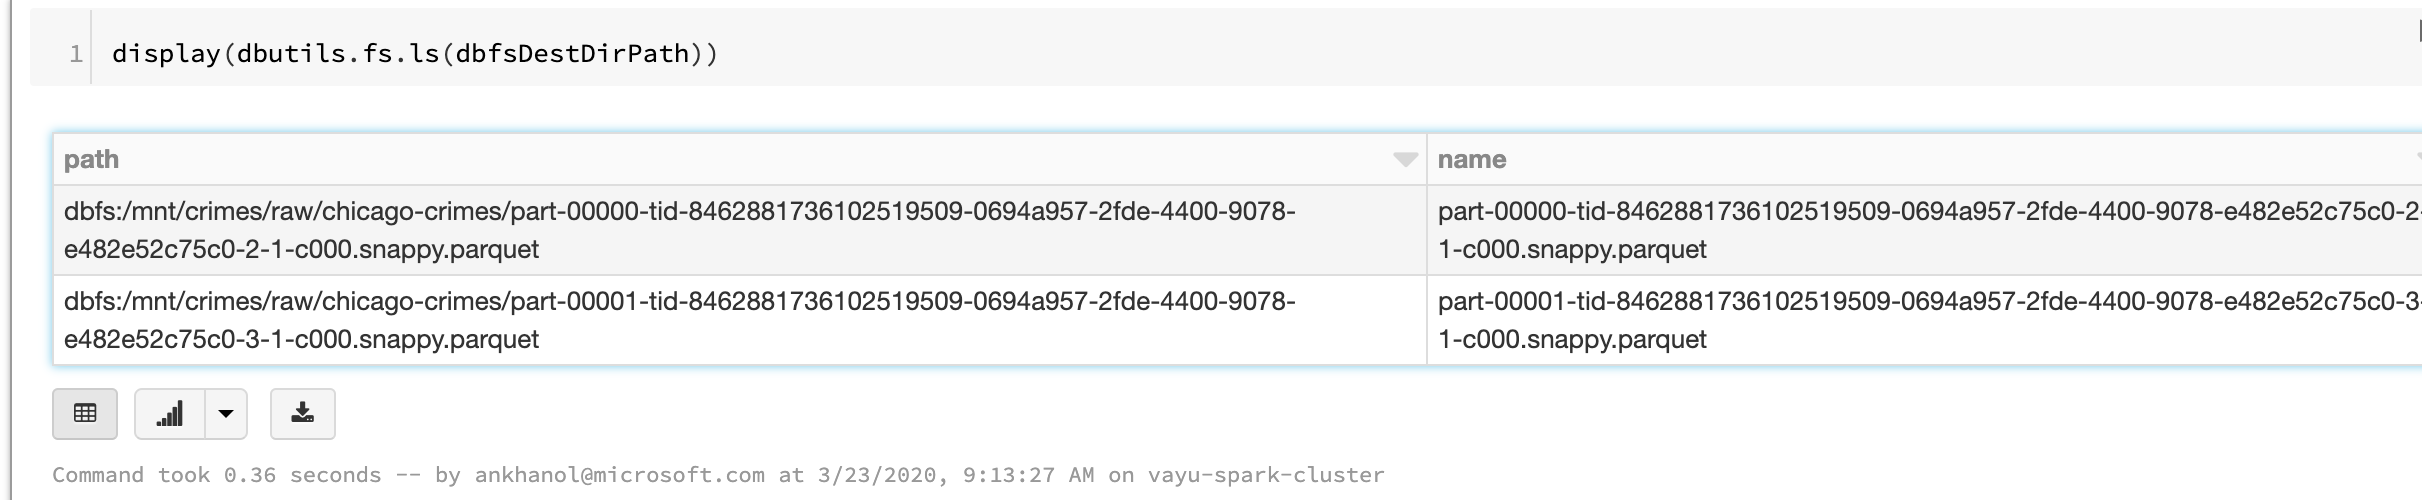 1 display(dbutils.fs.ls(dbfsDestDirPath))
path name
dbfs:/mnt/crimes/raw/chicago-crimes/part-00000-tid-8462881736102519509-0694a957-2fde-4400-9078-
e482e52c75c0-2-1-c000.snappy.parquet
part-00000-tid-8462881736102519509-0694a957-2fde-4400-9078-e482e52c75c0-2-
1-c000.snappy.parquet
dbfs:/mnt/crimes/raw/chicago-crimes/part-00001-tid-8462881736102519509-0694a957-2fde-4400-9078-
e482e52c75c0-3-1-c000.snappy.parquet
part-00001-tid-8462881736102519509-0694a957-2fde-4400-9078-e482e52c75c0-3-
1-c000.snappy.parquet
Command took 0.36 seconds -- by ankhanol@microsoft.com at 3/23/2020, 9:13:27 AM on vayu-spark-cluster